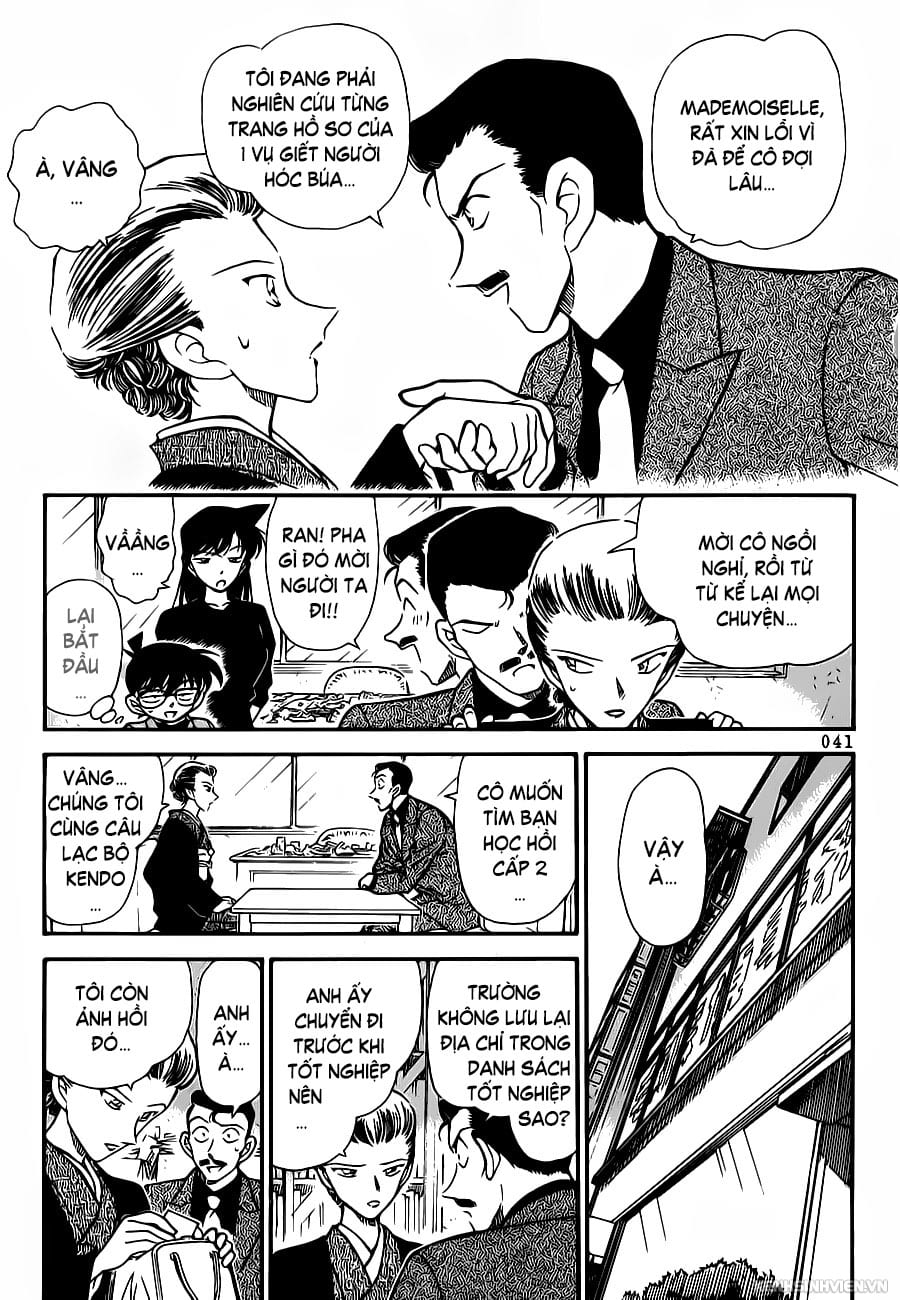 MADEMOISELLE,
RẤT XIN LỖI VÌ
ĐÃ ĐỂ CÔ ĐỢI
LÂU...
TÔI ĐANG PHẢI
NGHIÊN CỨU TỪNG
TRANG HỒ SƠ CỦA
1 VỤ GIẾT NGƯỜI
HÓC BÚA...
À, VÂNG
...
MỜI CÔ NGỒI
NGHỈ, RỒI TỪ
TỪ KỂ LẠI MỌI
CHUYỆN...
RAN! PHA
GÌ ĐÓ MỜI
NGƯỜI TA
ĐI!!
VẦẦNG
...
LẠI
BẮT
ĐẦU
...
041
VẬY
À...
CÔ MUỐN
TÌM BẠN
HỌC HỒI
CẤP 2
...
VÂNG...
CHÚNG TÔI
CÙNG CÂU
LẠC BỘ
KENDO
...
TRƯỜNG
KHÔNG LƯU LẠI
ĐỊA CHỈ TRONG
DANH SÁCH
TỐT NGHIỆP
SAO?
ANH ẤY
CHUYỂN ĐI
TRƯỚC KHI
TỐT NGHIỆP
NÊN
...
ANH
ẤY
À...
TÔI CÒN
ẢNH HỒI
ĐÓ...